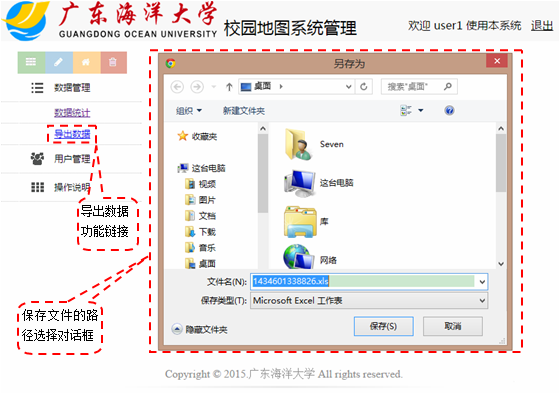 广东海洋大学
GUANGDONG OCEAN UNIVERSITY
校园地图系统管理
欢迎 user1 使用本系统 退出
数据管理
数据统计
导出数据
用户管理
操作说明
导出数据
功能链接
保存文件的路
径选择对话框
另存为
桌面
搜索"桌面"
组织
新建文件夹
收藏夹
这台电脑
视频
图片
文档
下载
音乐
桌面
Seven
这台电脑
库
网络
文件名(N):
1434601338826.xls
保存类型(T):
Microsoft Excel 工作表
隐藏文件夹
保存(S)
取消
Copyright © 2015.广东海洋大学 All rights reserved.